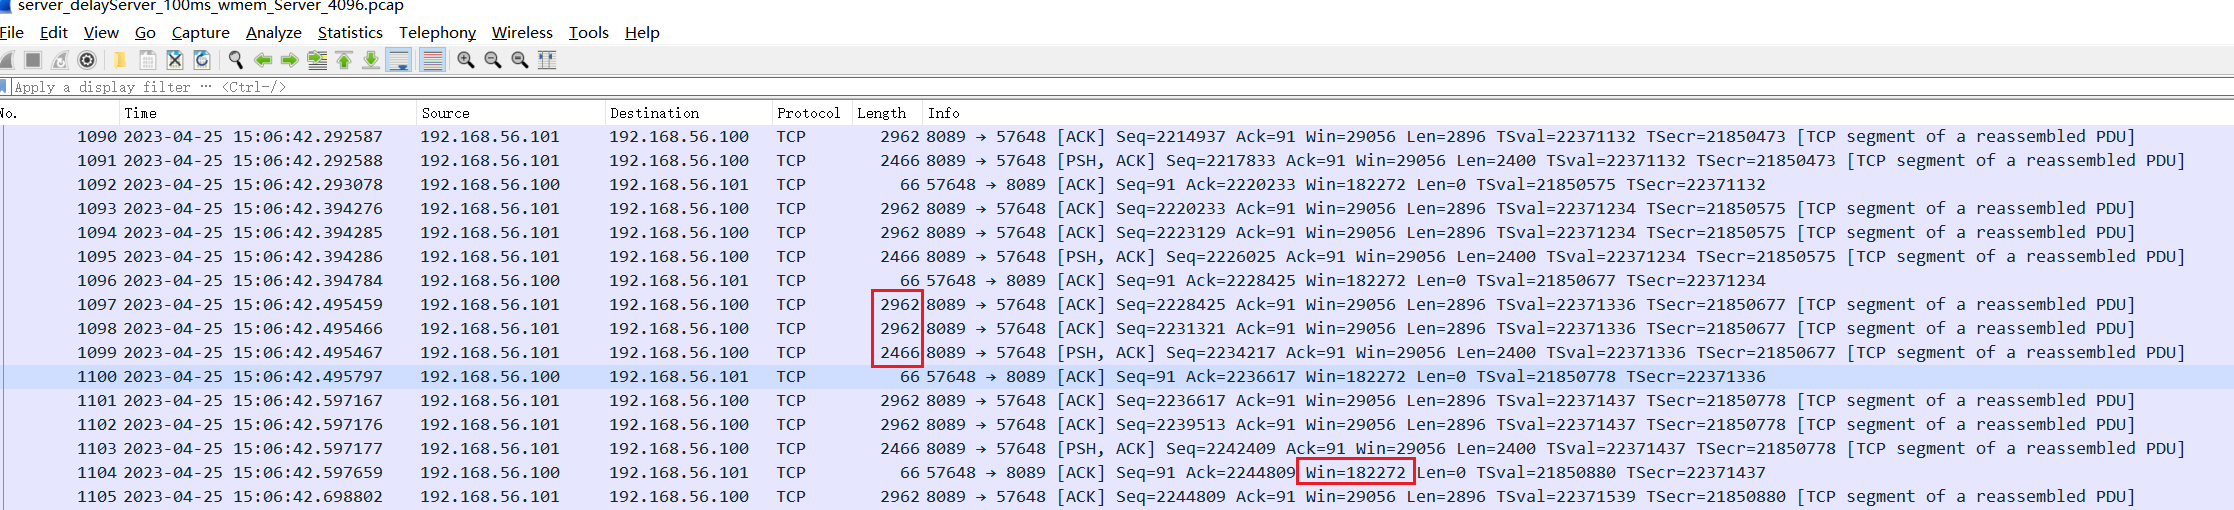 server_delayServer_100ms_wmem_Server_4096.pcap
File Edit View Go Capture Analyze Statistics Telephony Wireless Tools Help
Apply a display filter ⋯ <Ctrl-/>
No. Time Source Destination Protocol Length Info
1090 2023-04-25 15:06:42.292587 192.168.56.101 192.168.56.100 TCP 2962 8089 → 57648 [ACK] Seq=2214937 Ack=91 Win=29056 Len=2896 TSval=22371132 TSecr=21850473 [TCP segment of a reassembled PDU]
1091 2023-04-25 15:06:42.292588 192.168.56.101 192.168.56.100 TCP 2466 8089 → 57648 [PSH, ACK] Seq=2217833 Ack=91 Win=29056 Len=2400 TSval=22371132 TSecr=21850473 [TCP segment of a reassembled PDU]
1092 2023-04-25 15:06:42.293078 192.168.56.100 192.168.56.101 TCP 66 57648 → 8089 [ACK] Seq=91 Ack=2220233 Win=182272 Len=0 TSval=21850575 TSecr=22371132
1093 2023-04-25 15:06:42.394276 192.168.56.101 192.168.56.100 TCP 2962 8089 → 57648 [ACK] Seq=2220233 Ack=91 Win=29056 Len=2896 TSval=22371234 TSecr=21850575 [TCP segment of a reassembled PDU]
1094 2023-04-25 15:06:42.394285 192.168.56.101 192.168.56.100 TCP 2962 8089 → 57648 [ACK] Seq=2223129 Ack=91 Win=29056 Len=2896 TSval=22371234 TSecr=21850575 [TCP segment of a reassembled PDU]
1095 2023-04-25 15:06:42.394286 192.168.56.101 192.168.56.100 TCP 2466 8089 → 57648 [PSH, ACK] Seq=2226025 Ack=91 Win=29056 Len=2400 TSval=22371234 TSecr=21850575 [TCP segment of a reassembled PDU]
1096 2023-04-25 15:06:42.394784 192.168.56.100 192.168.56.101 TCP 66 57648 → 8089 [ACK] Seq=91 Ack=2228425 Win=182272 Len=0 TSval=21850677 TSecr=22371234
1097 2023-04-25 15:06:42.495459 192.168.56.101 192.168.56.100 TCP 2962 8089 → 57648 [ACK] Seq=2228425 Ack=91 Win=29056 Len=2896 TSval=22371336 TSecr=21850677 [TCP segment of a reassembled PDU]
1098 2023-04-25 15:06:42.495466 192.168.56.101 192.168.56.100 TCP 2962 8089 → 57648 [ACK] Seq=2231321 Ack=91 Win=29056 Len=2896 TSval=22371336 TSecr=21850677 [TCP segment of a reassembled PDU]
1099 2023-04-25 15:06:42.495467 192.168.56.101 192.168.56.100 TCP 2466 8089 → 57648 [PSH, ACK] Seq=2234217 Ack=91 Win=29056 Len=2400 TSval=22371336 TSecr=21850677 [TCP segment of a reassembled PDU]
1100 2023-04-25 15:06:42.495797 192.168.56.100 192.168.56.101 TCP 66 57648 → 8089 [ACK] Seq=91 Ack=2236617 Win=182272 Len=0 TSval=21850778 TSecr=22371336
1101 2023-04-25 15:06:42.597167 192.168.56.101 192.168.56.100 TCP 2962 8089 → 57648 [ACK] Seq=2236617 Ack=91 Win=29056 Len=2896 TSval=22371437 TSecr=21850778 [TCP segment of a reassembled PDU]
1102 2023-04-25 15:06:42.597176 192.168.56.101 192.168.56.100 TCP 2962 8089 → 57648 [ACK] Seq=2239513 Ack=91 Win=29056 Len=2896 TSval=22371437 TSecr=21850778 [TCP segment of a reassembled PDU]
1103 2023-04-25 15:06:42.597177 192.168.56.101 192.168.56.100 TCP 2466 8089 → 57648 [PSH, ACK] Seq=2242409 Ack=91 Win=29056 Len=2400 TSval=22371437 TSecr=21850778 [TCP segment of a reassembled PDU]
1104 2023-04-25 15:06:42.597659 192.168.56.100 192.168.56.101 TCP 66 57648 → 8089 [ACK] Seq=91 Ack=2244809 Win=182272 Len=0 TSval=21850880 TSecr=22371437
1105 2023-04-25 15:06:42.698802 192.168.56.101 192.168.56.100 TCP 2962 8089 → 57648 [ACK] Seq=2244809 Ack=91 Win=29056 Len=2896 TSval=22371539 TSecr=21850880 [TCP segment of a reassembled PDU]